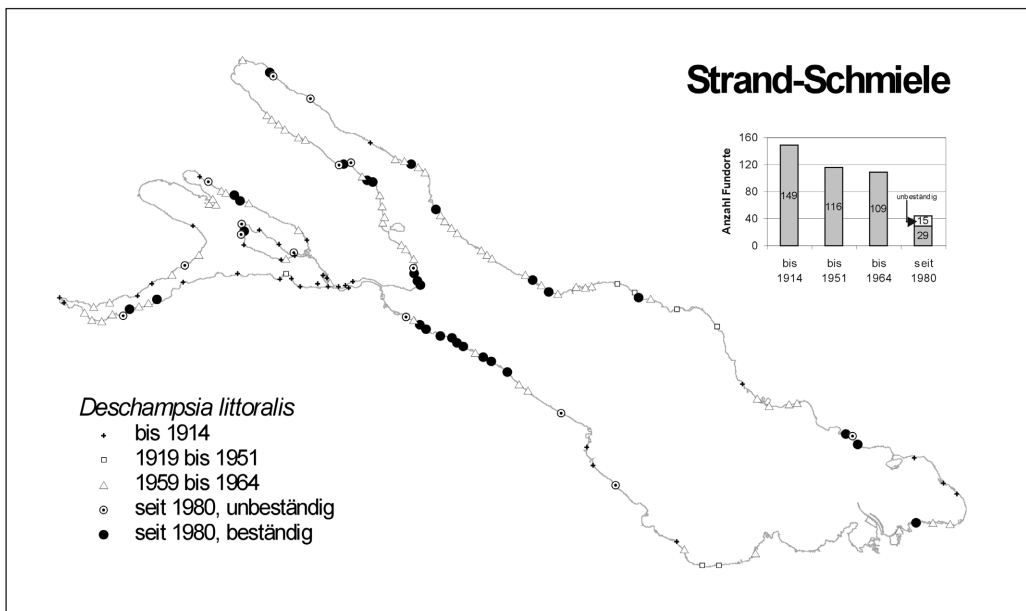 Strand-Schmiele
Anzahl Fundorte
160
120
80
40
0
149
116
109
unbeständig
15
29
bis 1914
bis 1951
bis 1964
seit 1980
Deschampsia littoralis
bis 1914
1919 bis 1951
1959 bis 1964
seit 1980, unbeständig
seit 1980, beständig